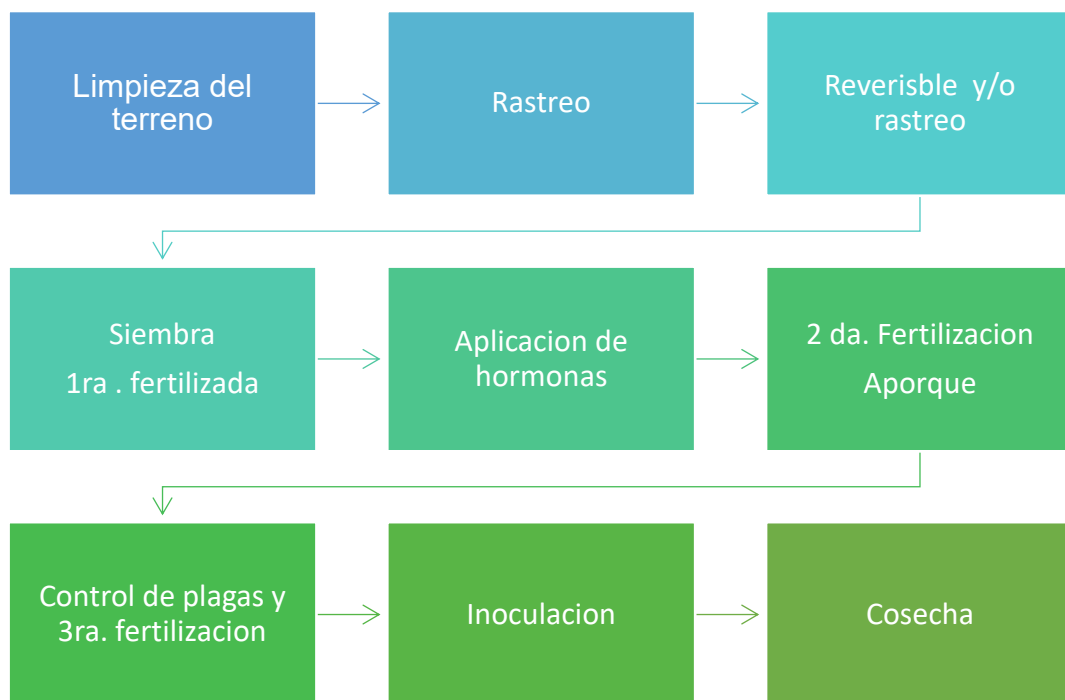 Limpieza del
terreno
Rastreo
Reverisble y/o
rastreo
Siembra
1ra . fertilizada
Aplicacion de
hormonas
2 da. Fertilizacion
Aporque
Control de plagas y
3ra. fertilizacion
Inoculacion
Cosecha